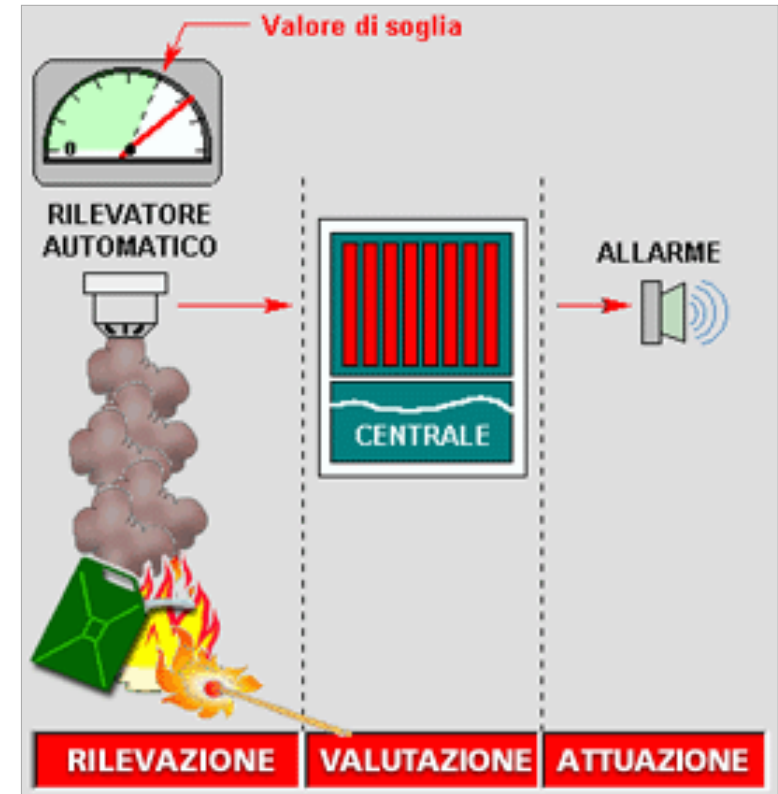 Valore di soglia
0
RILEVATORE
AUTOMATICO
ALLARME
CENTRALE
RILEVAZIONE
VALUTAZIONE
ATTUAZIONE